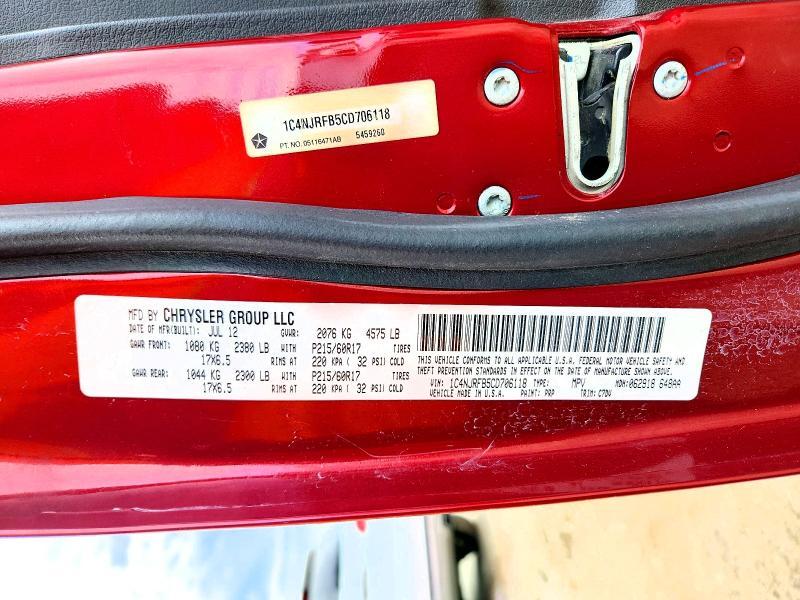 1C4NJRFB5CD706118
PT. NO. 05116471AB 5459260
MFD BY CHRYSLER GROUP LLC
DATE OF MFR(BUILT): JUL 12 GVWR: 2076 KG 4575 LB
GAWR FRONT: 1080 KG 2380 LB WITH P215/60R17 TIRES
17X6.5 RIMS AT 220 KPA ( 32 PSI) COLD
GAWR REAR: 1044 KG 2300 LB WITH P215/60R17 TIRES
17X6.5 RIMS AT 220 KPA ( 32 PSI) COLD
THIS VEHICLE CONFORMS TO ALL APPLICABLE U.S.A. FEDERAL MOTOR VEHICLE SAFETY AND
THEFT PREVENTION STANDARDS IN EFFECT ON THE DATE OF MANUFACTURE SHOWN ABOVE.
VIN: 1C4NJRFB5CD706118 TYPE: MPV MDH: 062918 648AA
VEHICLE MADE IN U.S.A. PAINT: PRP TRIM: C7DV